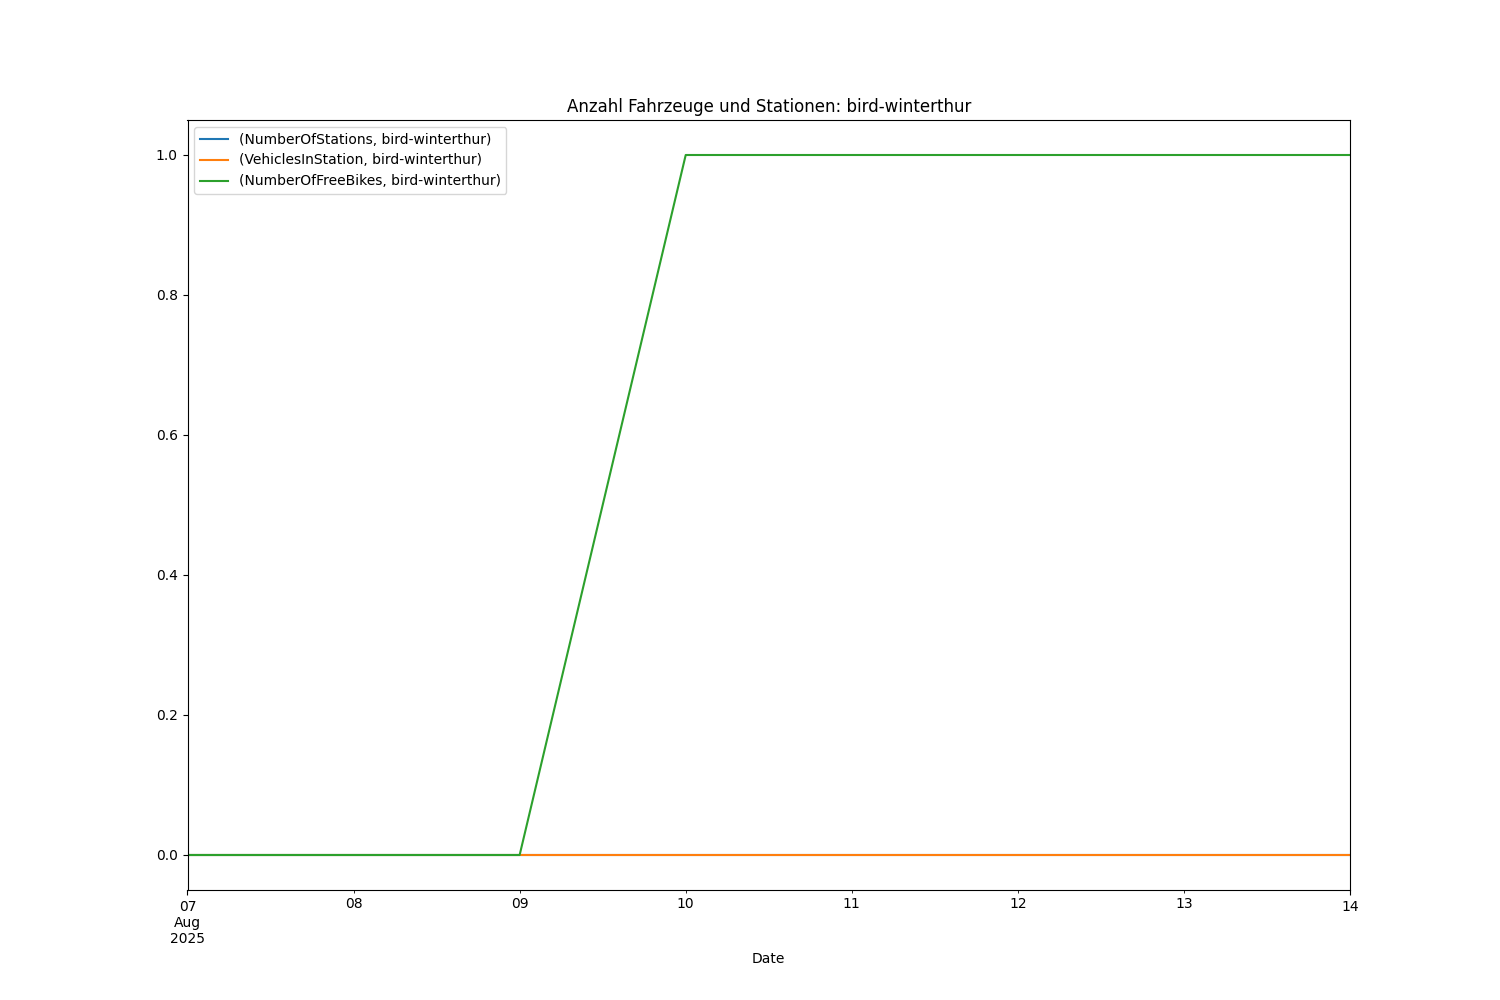 Anzahl Fahrzeuge und Stationen: bird-winterthur
(NumberOfStations, bird-winterthur)
(VehiclesInStation, bird-winterthur)
(NumberOfFreeBikes, bird-winterthur)
1.0
0.8
0.6
0.4
0.2
0.0
07 08 09 10 11 12 13 14
Aug
2025
Date